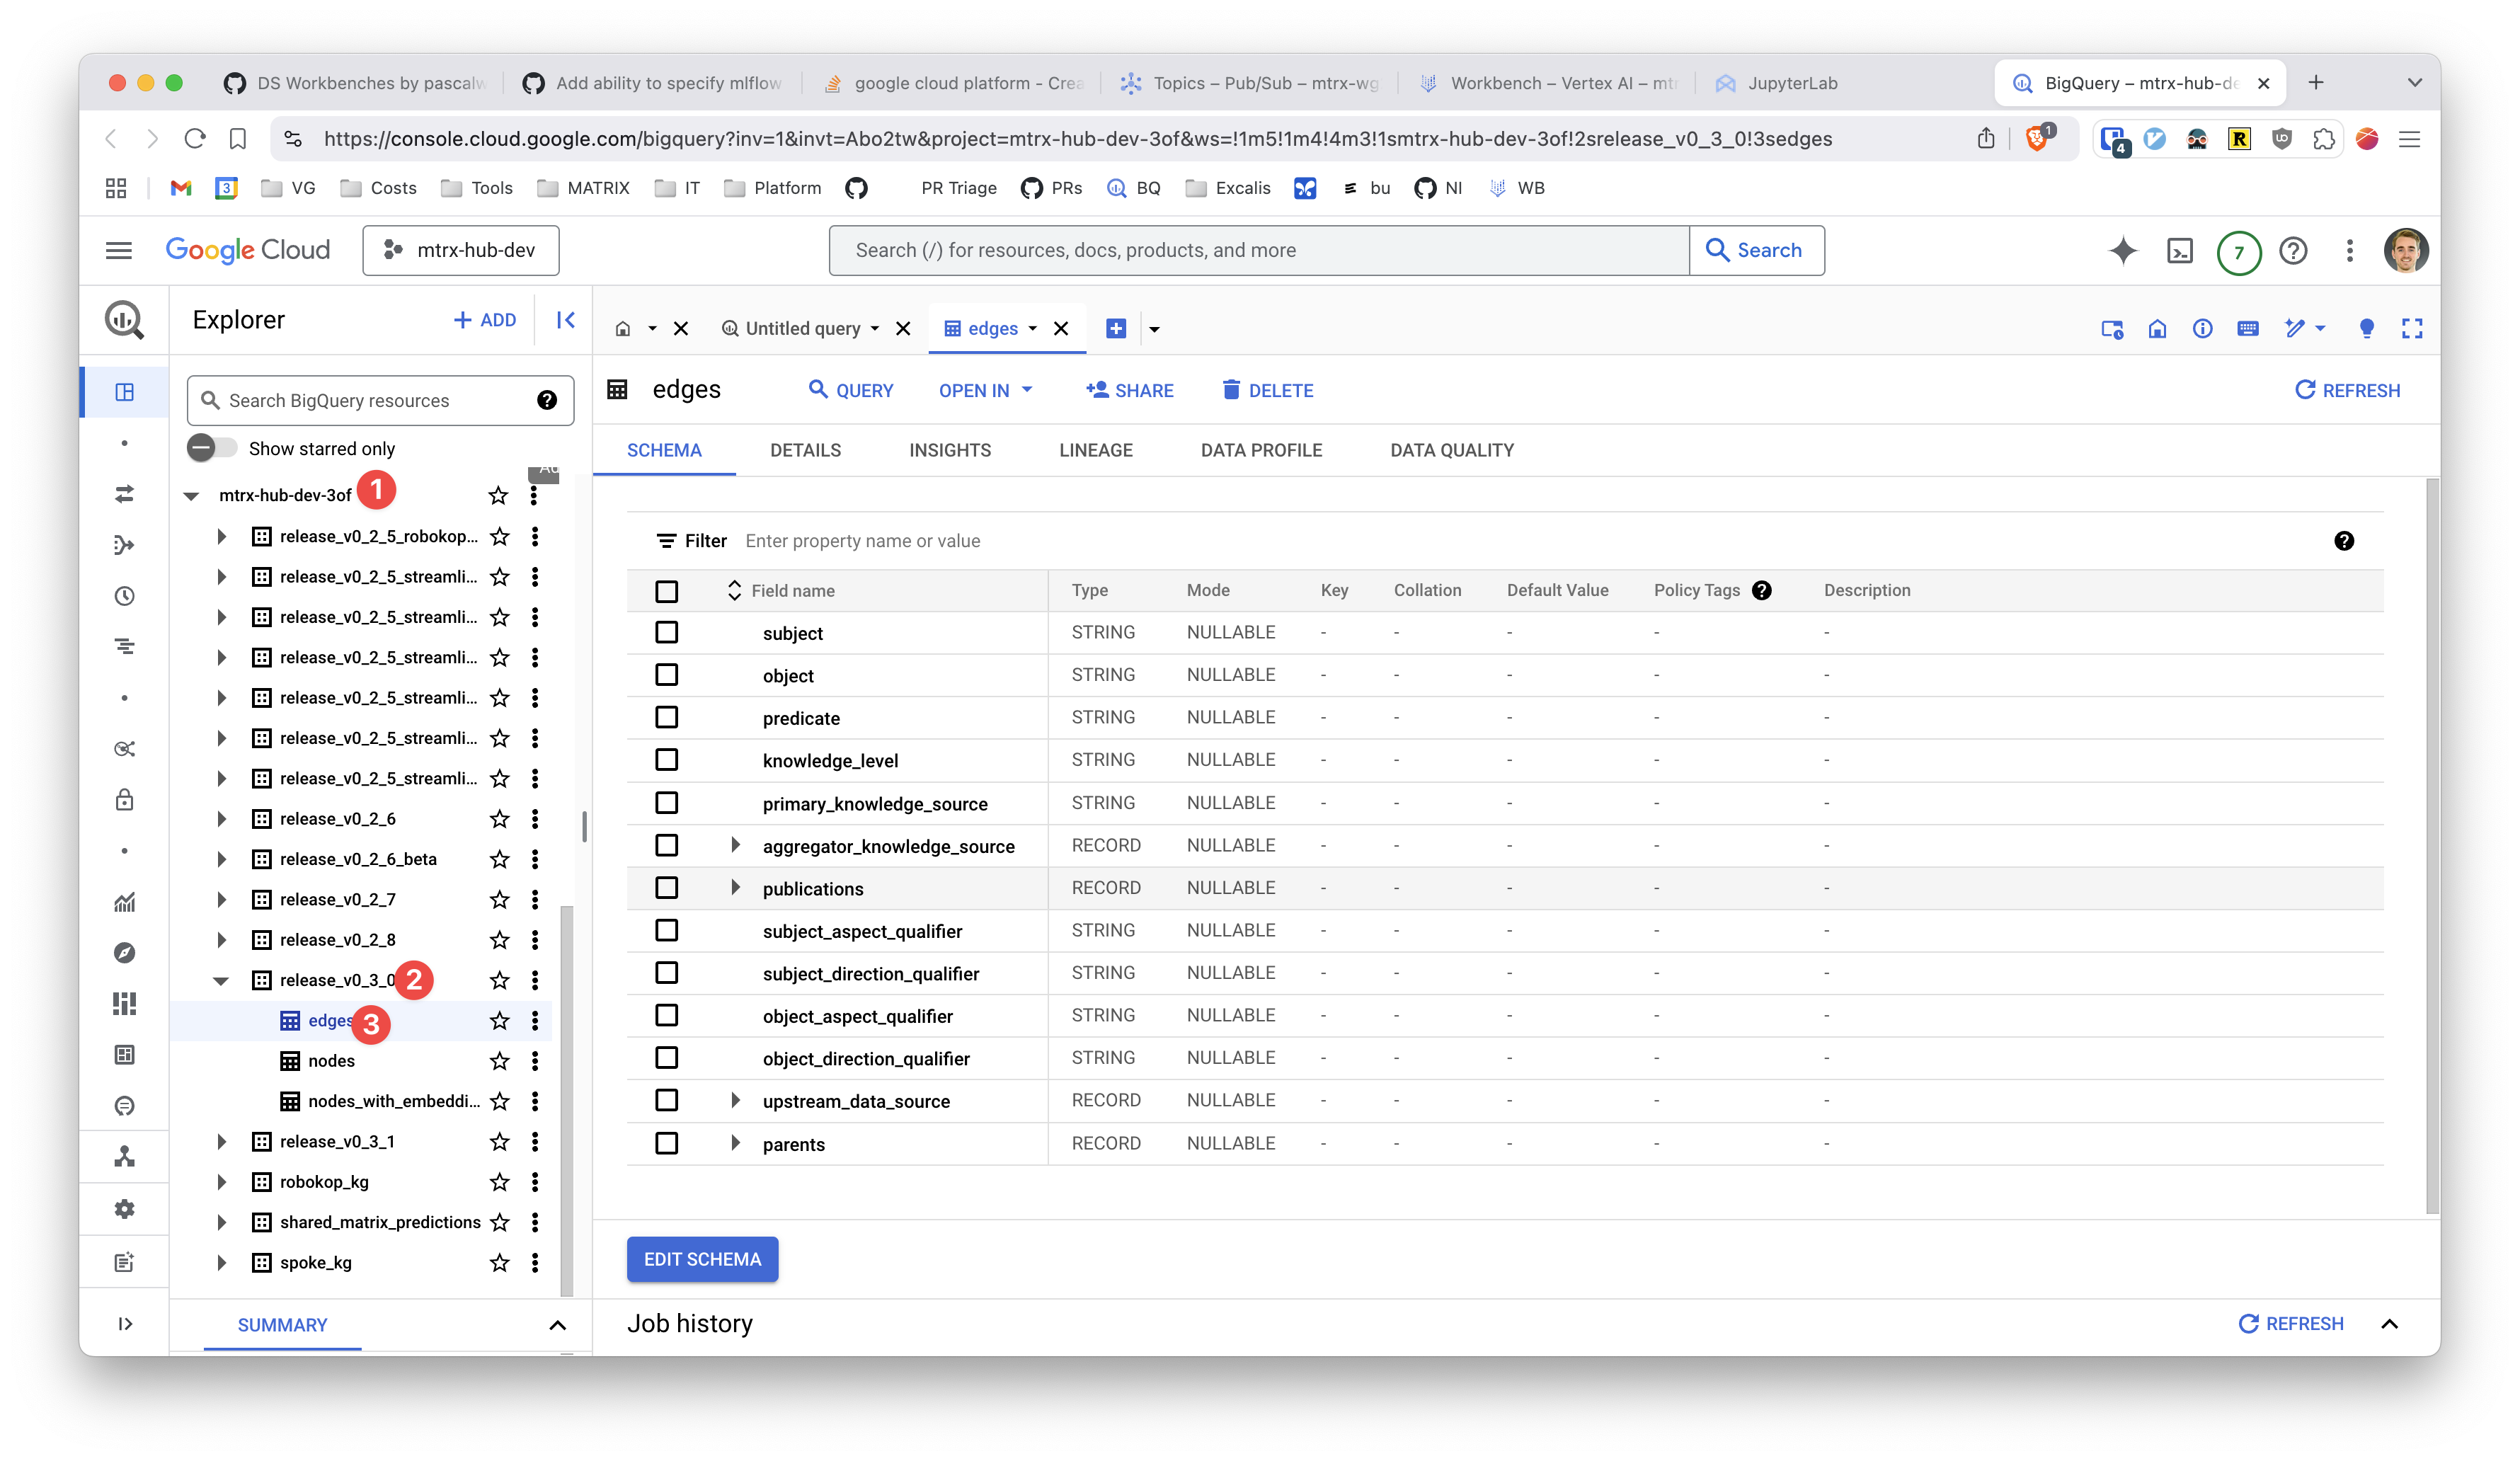 DS Workbenches by pascalw
Add ability to specify mlflow
google cloud platform - Crea
Topics – Pub/Sub – mtrx-wg
Workbench – Vertex AI – mtr
JupyterLab
BigQuery – mtrx-hub-de
https://console.cloud.google.com/bigquery?inv=1&invt=Abo2tw&project=mtrx-hub-dev-3of&ws=!1m5!1m4!4m3!1smtrx-hub-dev-3of!2srelease_v0_3_0!3sedges
1
4
R
3
VG
Costs
Tools
MATRIX
IT
Platform
PR Triage
PRs
BQ
Excalis
bu
NI
WB
Google Cloud
mtrx-hub-dev
Search (/) for resources, docs, products, and more
Search
7
Explorer
+ ADD
Untitled query
edges
Search BigQuery resources
Show starred only
Ad
mtrx-hub-dev-3of
1
release_v0_2_5_robokop...
release_v0_2_5_streamli...
release_v0_2_5_streamli...
release_v0_2_5_streamli...
release_v0_2_5_streamli...
release_v0_2_5_streamli...
release_v0_2_5_streamli...
release_v0_2_6
release_v0_2_6_beta
release_v0_2_7
release_v0_2_8
release_v0_3_0
2
edges
3
nodes
nodes_with_embeddi...
release_v0_3_1
robokop_kg
shared_matrix_predictions
spoke_kg
SUMMARY
edges
QUERY
OPEN IN
SHARE
DELETE
REFRESH
SCHEMA
DETAILS
INSIGHTS
LINEAGE
DATA PROFILE
DATA QUALITY
Filter Enter property name or value
Field name Type Mode Key Collation Default Value Policy Tags Description
subject STRING NULLABLE - - - - -
object STRING NULLABLE - - - - -
predicate STRING NULLABLE - - - - -
knowledge_level STRING NULLABLE - - - - -
primary_knowledge_source STRING NULLABLE - - - - -
aggregator_knowledge_source RECORD NULLABLE - - - - -
publications RECORD NULLABLE - - - - -
subject_aspect_qualifier STRING NULLABLE - - - - -
subject_direction_qualifier STRING NULLABLE - - - - -
object_aspect_qualifier STRING NULLABLE - - - - -
object_direction_qualifier STRING NULLABLE - - - - -
upstream_data_source RECORD NULLABLE - - - - -
parents RECORD NULLABLE - - - - -
EDIT SCHEMA
Job history
REFRESH